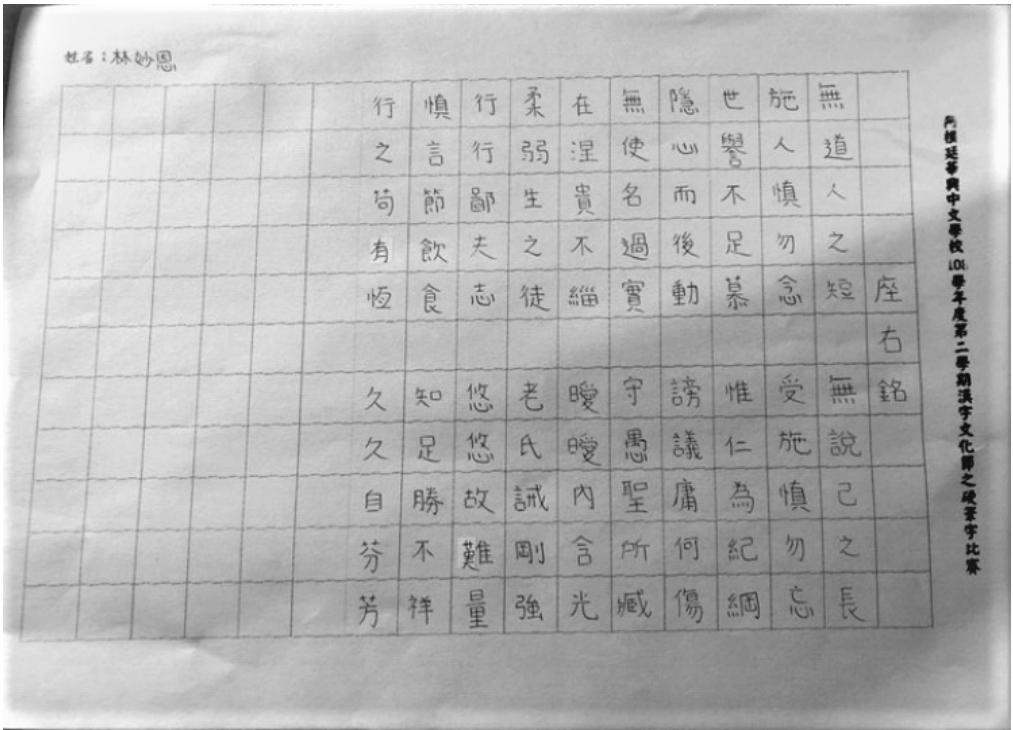 阿根廷華興中文學校101學年度第二學期漢字文化節之硬筆字比賽
姓名：林妙恩
座右銘
無道人之短 無說己之長
施人慎勿念 受施慎勿忘
世譽不足慕 惟仁為紀綱
隱心而後動 謗議庸何傷
無使名過實 守愚聖所臧
在涅貴不緇 曖曖內含光
柔弱生之徒 老氏誡剛強
行行鄙夫志 悠悠故難量
慎言節飲食 知足勝不祥
行之苟有恆 久久自芬芳